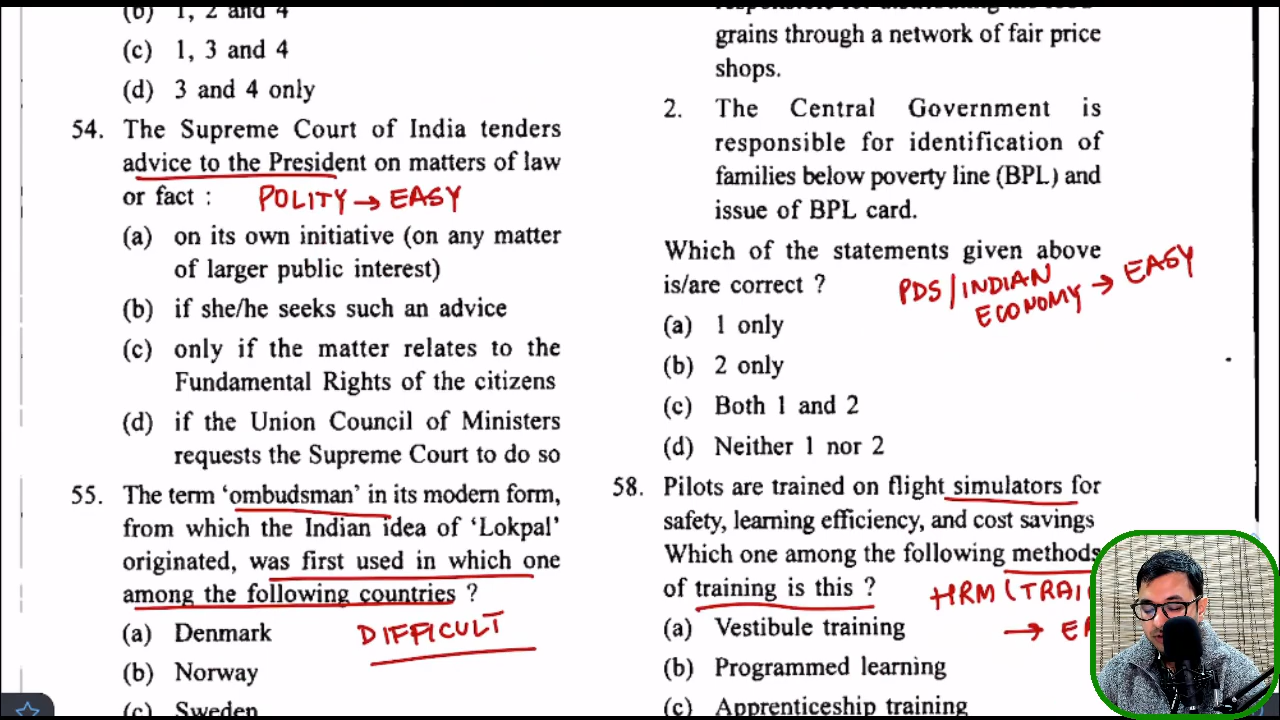 (b) 1, 2 and 4
(c) 1, 3 and 4
(d) 3 and 4 only
54. The Supreme Court of India tenders
advice to the President on matters of law
or fact :
POLITY → EASY
(a) on its own initiative (on any matter
of larger public interest)
(b) if she/he seeks such an advice
(c) only if the matter relates to the
Fundamental Rights of the citizens
(d) if the Union Council of Ministers
requests the Supreme Court to do so
55. The term ‘ombudsman’ in its modern form,
from which the Indian idea of ‘Lokpal’
originated, was first used in which one
among the following countries ?
(a) Denmark
DIFFICULT
(b) Norway
(c) Sweden
grains through a network of fair price
shops.
2. The Central Government is
responsible for identification of
families below poverty line (BPL) and
issue of BPL card.
Which of the statements given above
is/are correct ?
PDS/INDIAN
ECONOMY → EASY
(a) 1 only
(b) 2 only
(c) Both 1 and 2
(d) Neither 1 nor 2
58. Pilots are trained on flight simulators for
safety, learning efficiency, and cost savings
Which one among the following methods
of training is this ?
HRM (TRAI
→
(a) Vestibule training
(b) Programmed learning
(c) Apprenticeship training